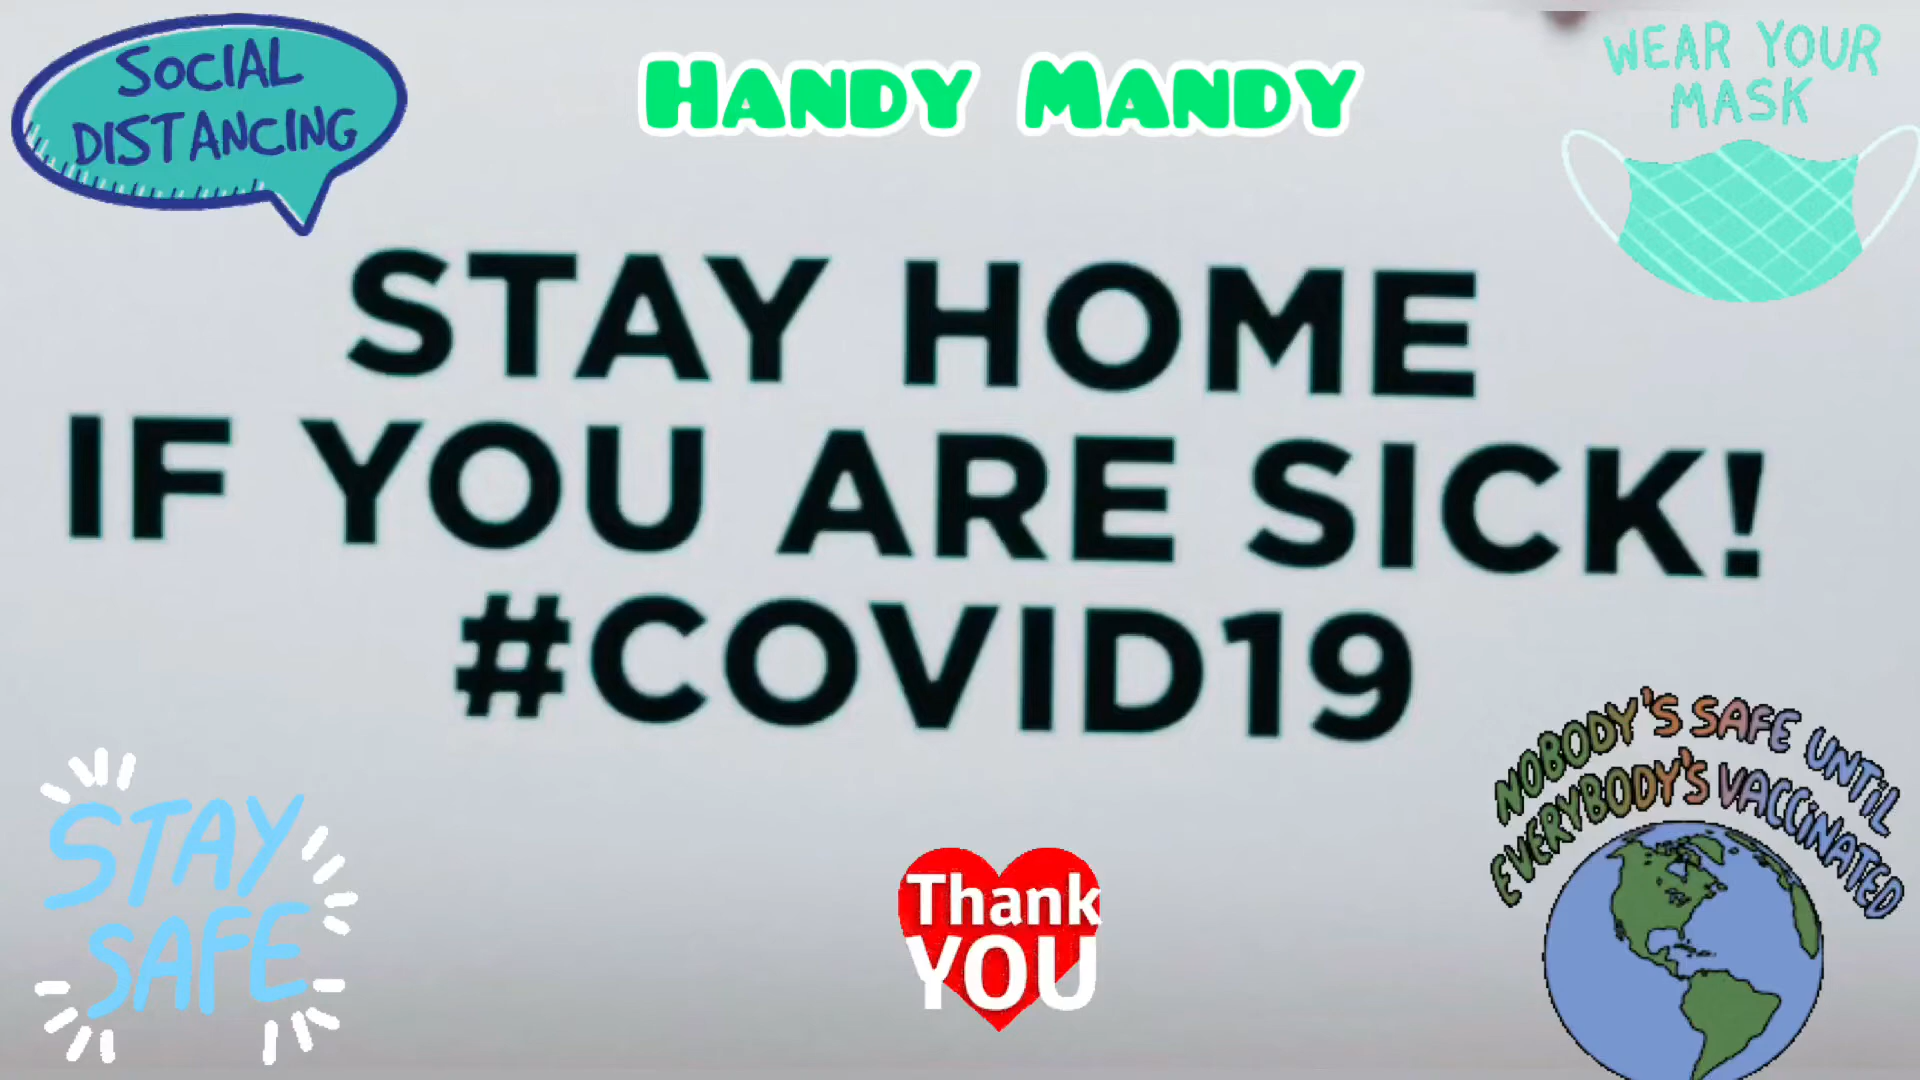 SOCIAL
DISTANCING
HANDY MANDY
WEAR YOUR
MASK
STAY HOME
IF YOU ARE SICK!
#COVID19
STAY
SAFE
Thank
YOU
NOBODY'S SAFE UNTIL
EVERYBODY'S VACCINATED